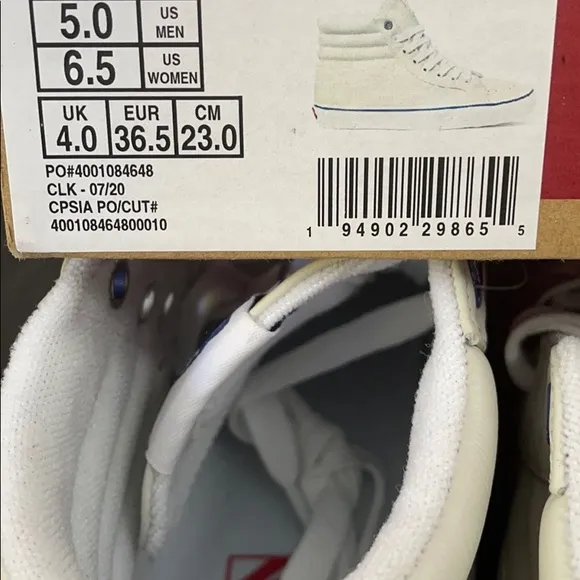 5.0 US MEN
6.5 US WOMEN
UK EUR CM
4.0 36.5 23.0
PO#4001084648
CLK - 07/20
CPSIA PO/CUT#
400108464800010
1 94902 29865 5